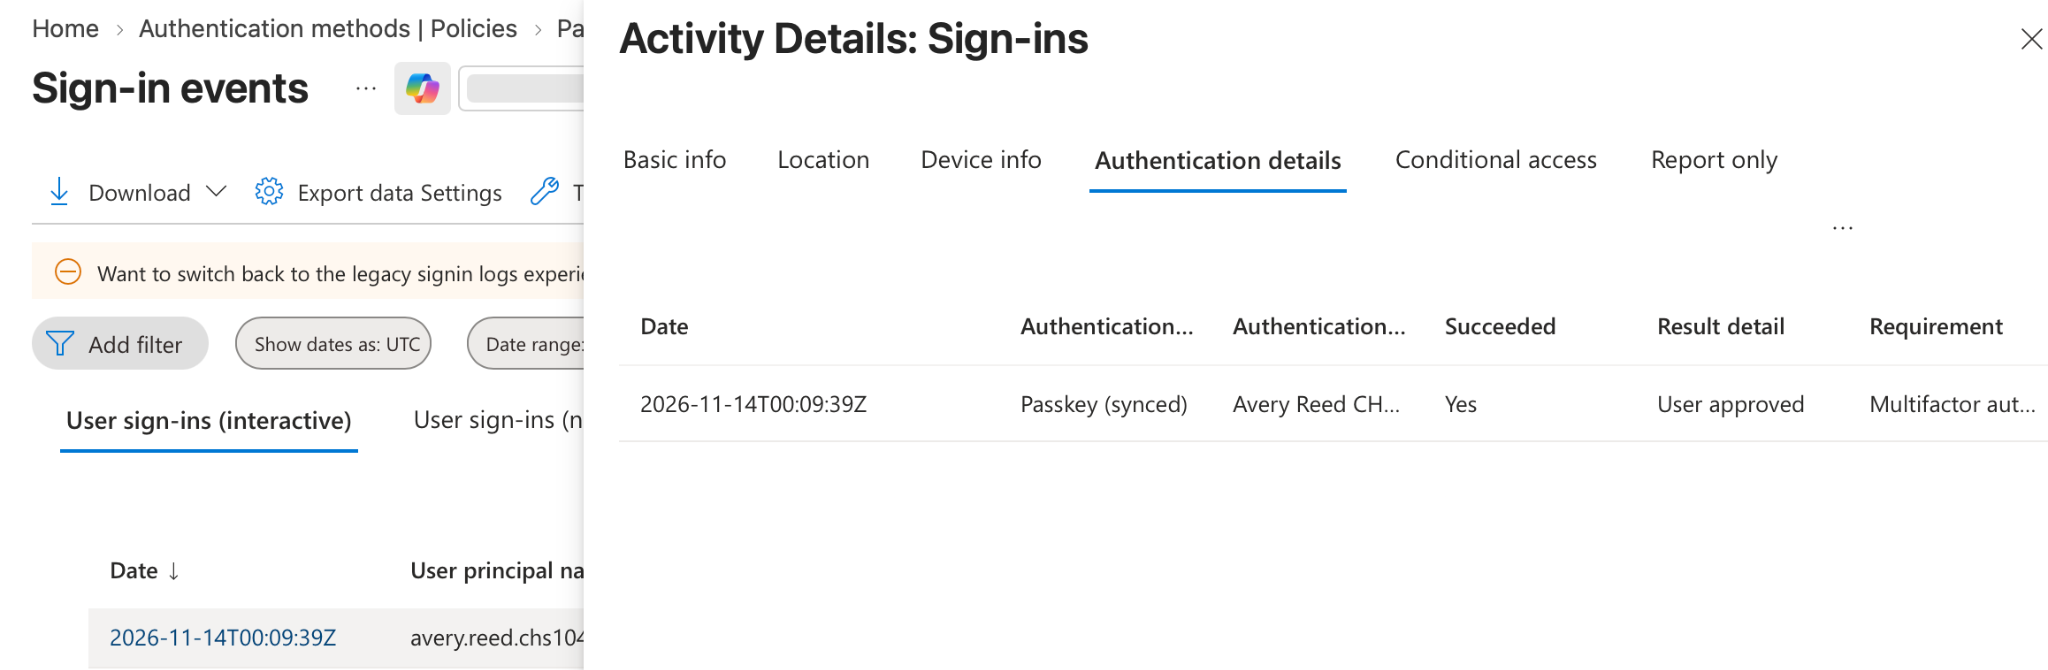 Home > Authentication methods | Policies > Pa
Sign-in events ...
Download
Export data Settings
T
Want to switch back to the legacy signin logs experie
Add filter
Show dates as: UTC
Date range:
User sign-ins (interactive)
User sign-ins (n
Date ↓
User principal na
2026-11-14T00:09:39Z
avery.reed.chs104
Activity Details: Sign-ins
Basic info
Location
Device info
Authentication details
Conditional access
Report only
...
Date
Authentication...
Authentication...
Succeeded
Result detail
Requirement
2026-11-14T00:09:39Z
Passkey (synced)
Avery Reed CH...
Yes
User approved
Multifactor aut...